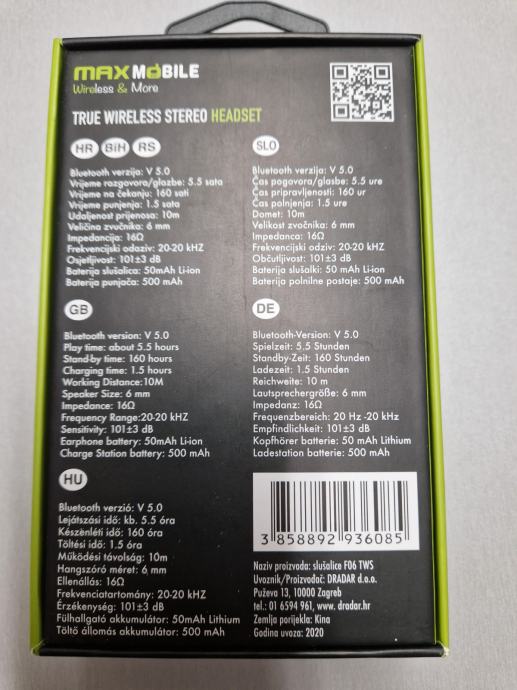 maxMOBILE
Wireless & More
TRUE WIRELESS STEREO HEADSET
HR BiH RS
Bluetooth verzija: V 5.0
Vrijeme razgovora/glazbe: 5.5 sata
Vrijeme na čekanju: 160 sati
Vrijeme punjenja: 1.5 sata
Udaljenost prijenosa: 10m
Veličina zvučnika: 6 mm
Impedancija: 16Ω
Frekvencijski odaziv: 20-20 kHZ
Osjetljivost: 101±3 dB
Baterija slušalica: 50mAh Li-ion
Baterija punjača: 500 mAh
SLO
Bluetooth verzija: V 5.0
Čas pogovora/glasbe: 5.5 ure
Čas pripravljenosti: 160 ur
Čas polnjenja: 1.5 ure
Domet: 10m
Velikost zvočnika: 6 mm
Impedanca: 16Ω
Frekvencijski odziv: 20-20 kHZ
Občutljivost: 101±3 dB
Baterija slušalki: 50 mAh Li-ion
Baterija polnilne postaje: 500 mAh
GB
Bluetooth version: V 5.0
Play time: about 5.5 hours
Stand-by time: 160 hours
Charging time: 1.5 hours
Working Distance:10M
Speaker Size: 6 mm
Impedance: 16Ω
Frequency Range:20-20 kHZ
Sensitivity: 101±3 dB
Earphone battery: 50mAh Li-ion
Charge Station battery: 500 mAh
DE
Bluetooth-Version: V 5.0
Spielzeit: 5.5 Stunden
Standby-Zeit: 160 Stunden
Ladezeit: 1.5 Stunden
Reichweite: 10 m
Lautsprechergröße: 6 mm
Impedanz: 16Ω
Frequenzbereich: 20 Hz -20 kHz
Empfindlichkeit: 101±3 dB
Kopfhörer batterie: 50 mAh Lithium
Ladestation batterie: 500 mAh
HU
Bluetooth verzió: V 5.0
Lejátszási idő: kb. 5.5 óra
Készenléti idő: 160 óra
Töltési idő: 1.5 óra
Működési távolság: 10m
Hangszóró méret: 6 mm
Ellenállás: 16Ω
Frekvenciatartomány: 20-20 kHZ
Érzékenység: 101±3 dB
Fülhallgató akkumulátor: 50mAh Lithium
Töltő állomás akkumulátor: 500 mAh
3 858892 936085
Naziv proizvoda: slušalice F06 TWS
Uvoznik/Proizvođač: DRADAR d.o.o.
Puževa 13, 10000 Zagreb
tel.: 01 6594 961, www.dradar.hr
Zemlja porijekla: Kina
Godina uvoza: 2020